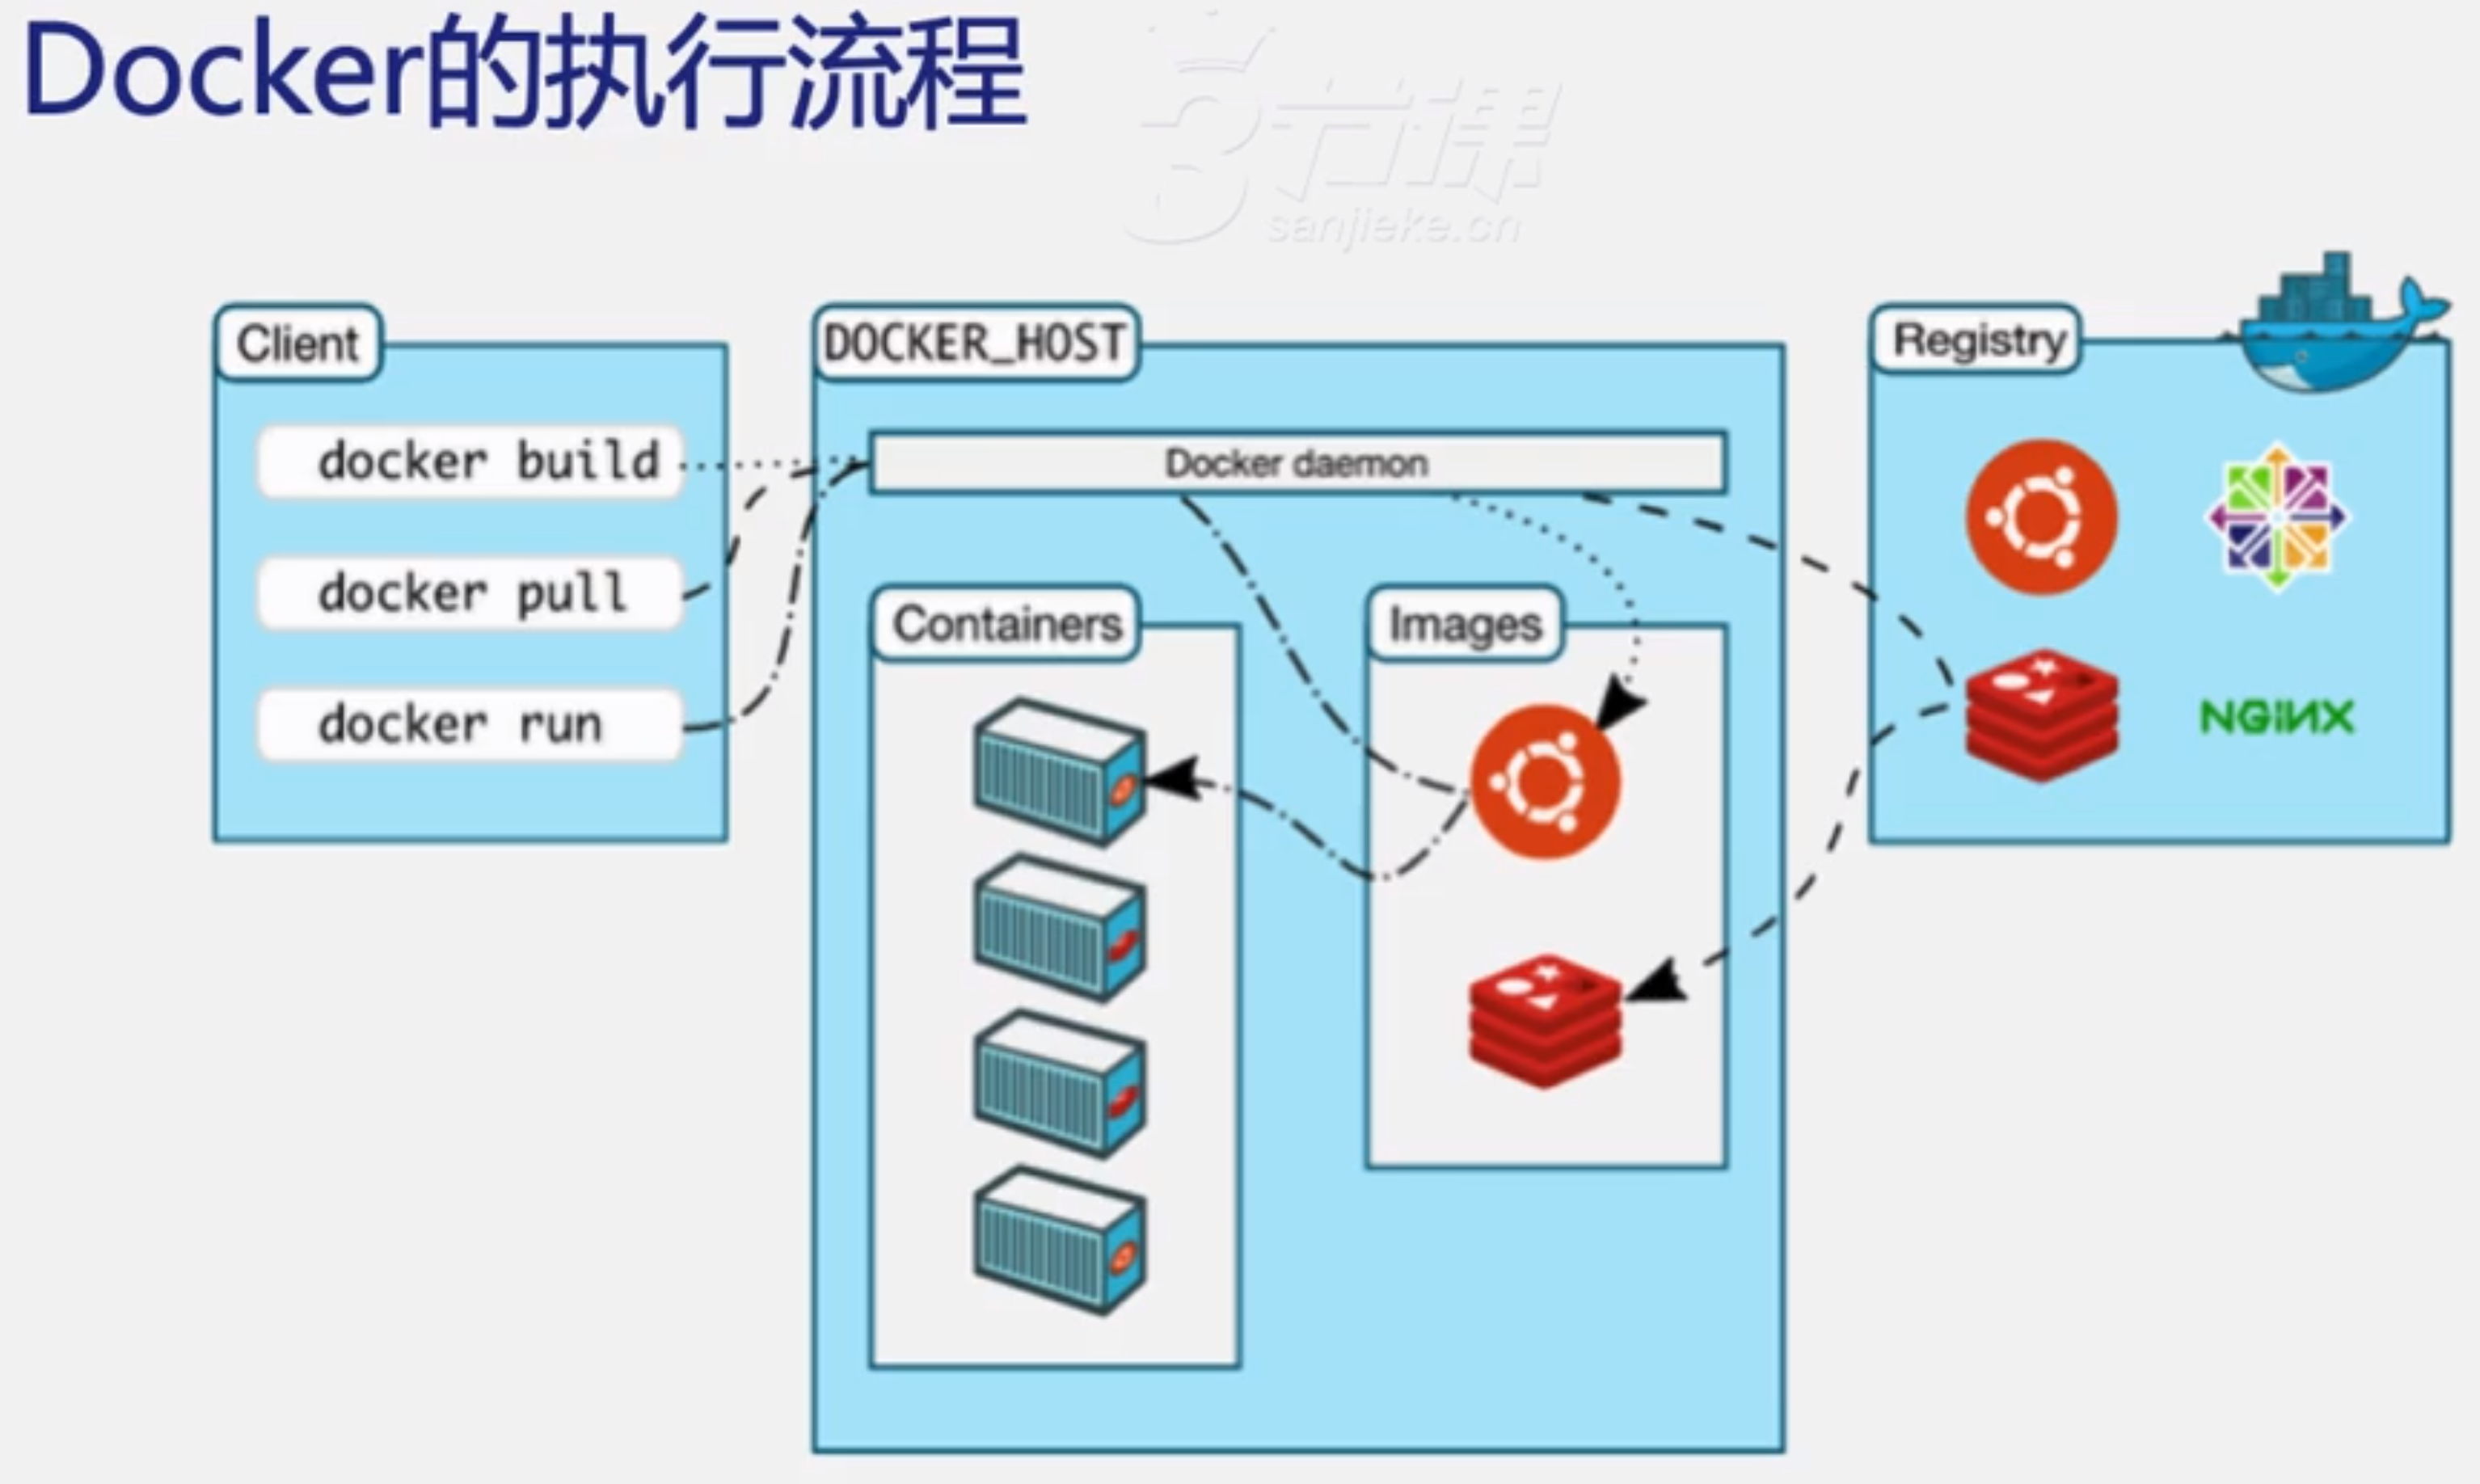 Docker的执行流程
3节课
sanjieke.cn
Client
docker build
docker pull
docker run
DOCKER_HOST
Docker daemon
Containers
Images
Registry
NGiNX